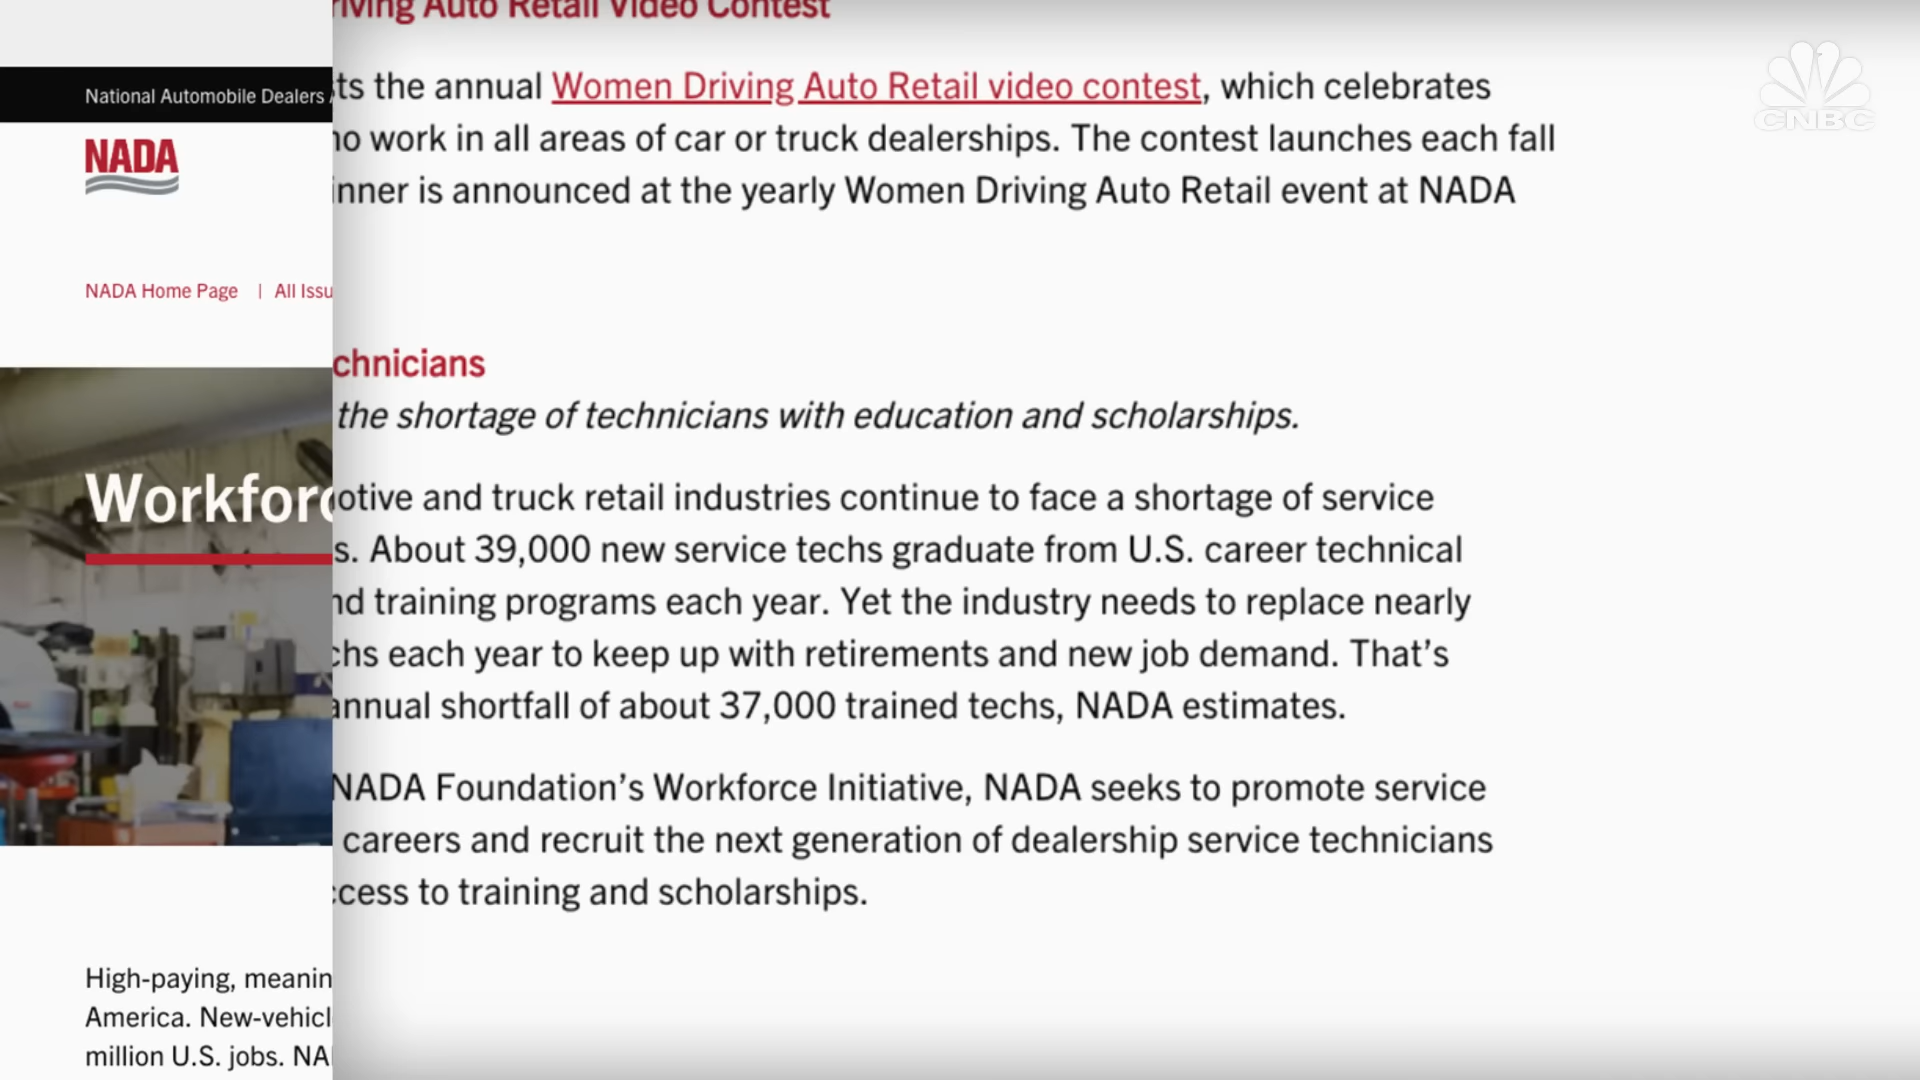 National Automobile Dealers
NADA
NADA Home Page | All Issu
Workforc
High-paying, meanin
America. New-vehicl
million U.S. jobs. NA
riving Auto Retail Video Contest
ts the annual Women Driving Auto Retail video contest, which celebrates
ho work in all areas of car or truck dealerships. The contest launches each fall
inner is announced at the yearly Women Driving Auto Retail event at NADA
chnicians
the shortage of technicians with education and scholarships.
otive and truck retail industries continue to face a shortage of service
s. About 39,000 new service techs graduate from U.S. career technical
nd training programs each year. Yet the industry needs to replace nearly
chs each year to keep up with retirements and new job demand. That's
annual shortfall of about 37,000 trained techs, NADA estimates.
NADA Foundation's Workforce Initiative, NADA seeks to promote service
careers and recruit the next generation of dealership service technicians
ccess to training and scholarships.
CNBC